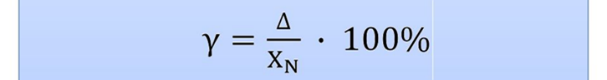 γ = Δ / X_N · 100%